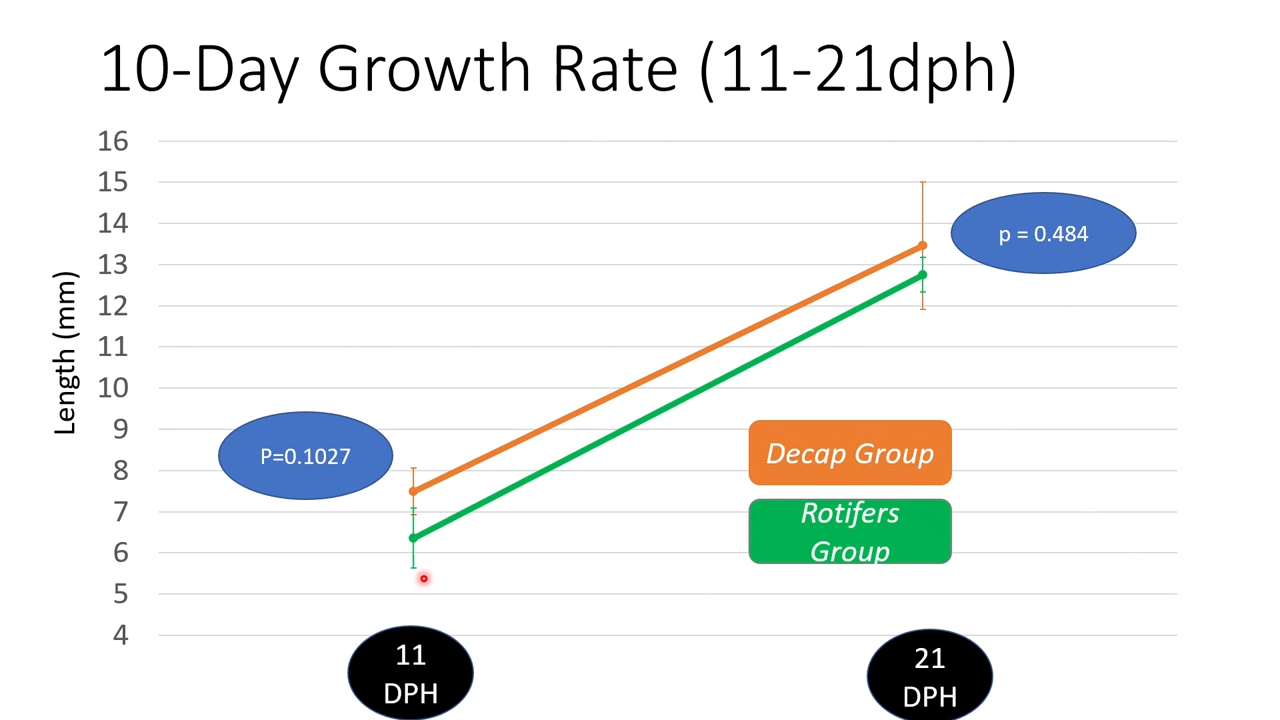 10-Day Growth Rate (11-21dph)
16
15
14
13
12
11
10
9
8
7
6
5
4
Length (mm)
p = 0.484
P=0.1027
Decap Group
Rotifers
Group
11
DPH
21
DPH